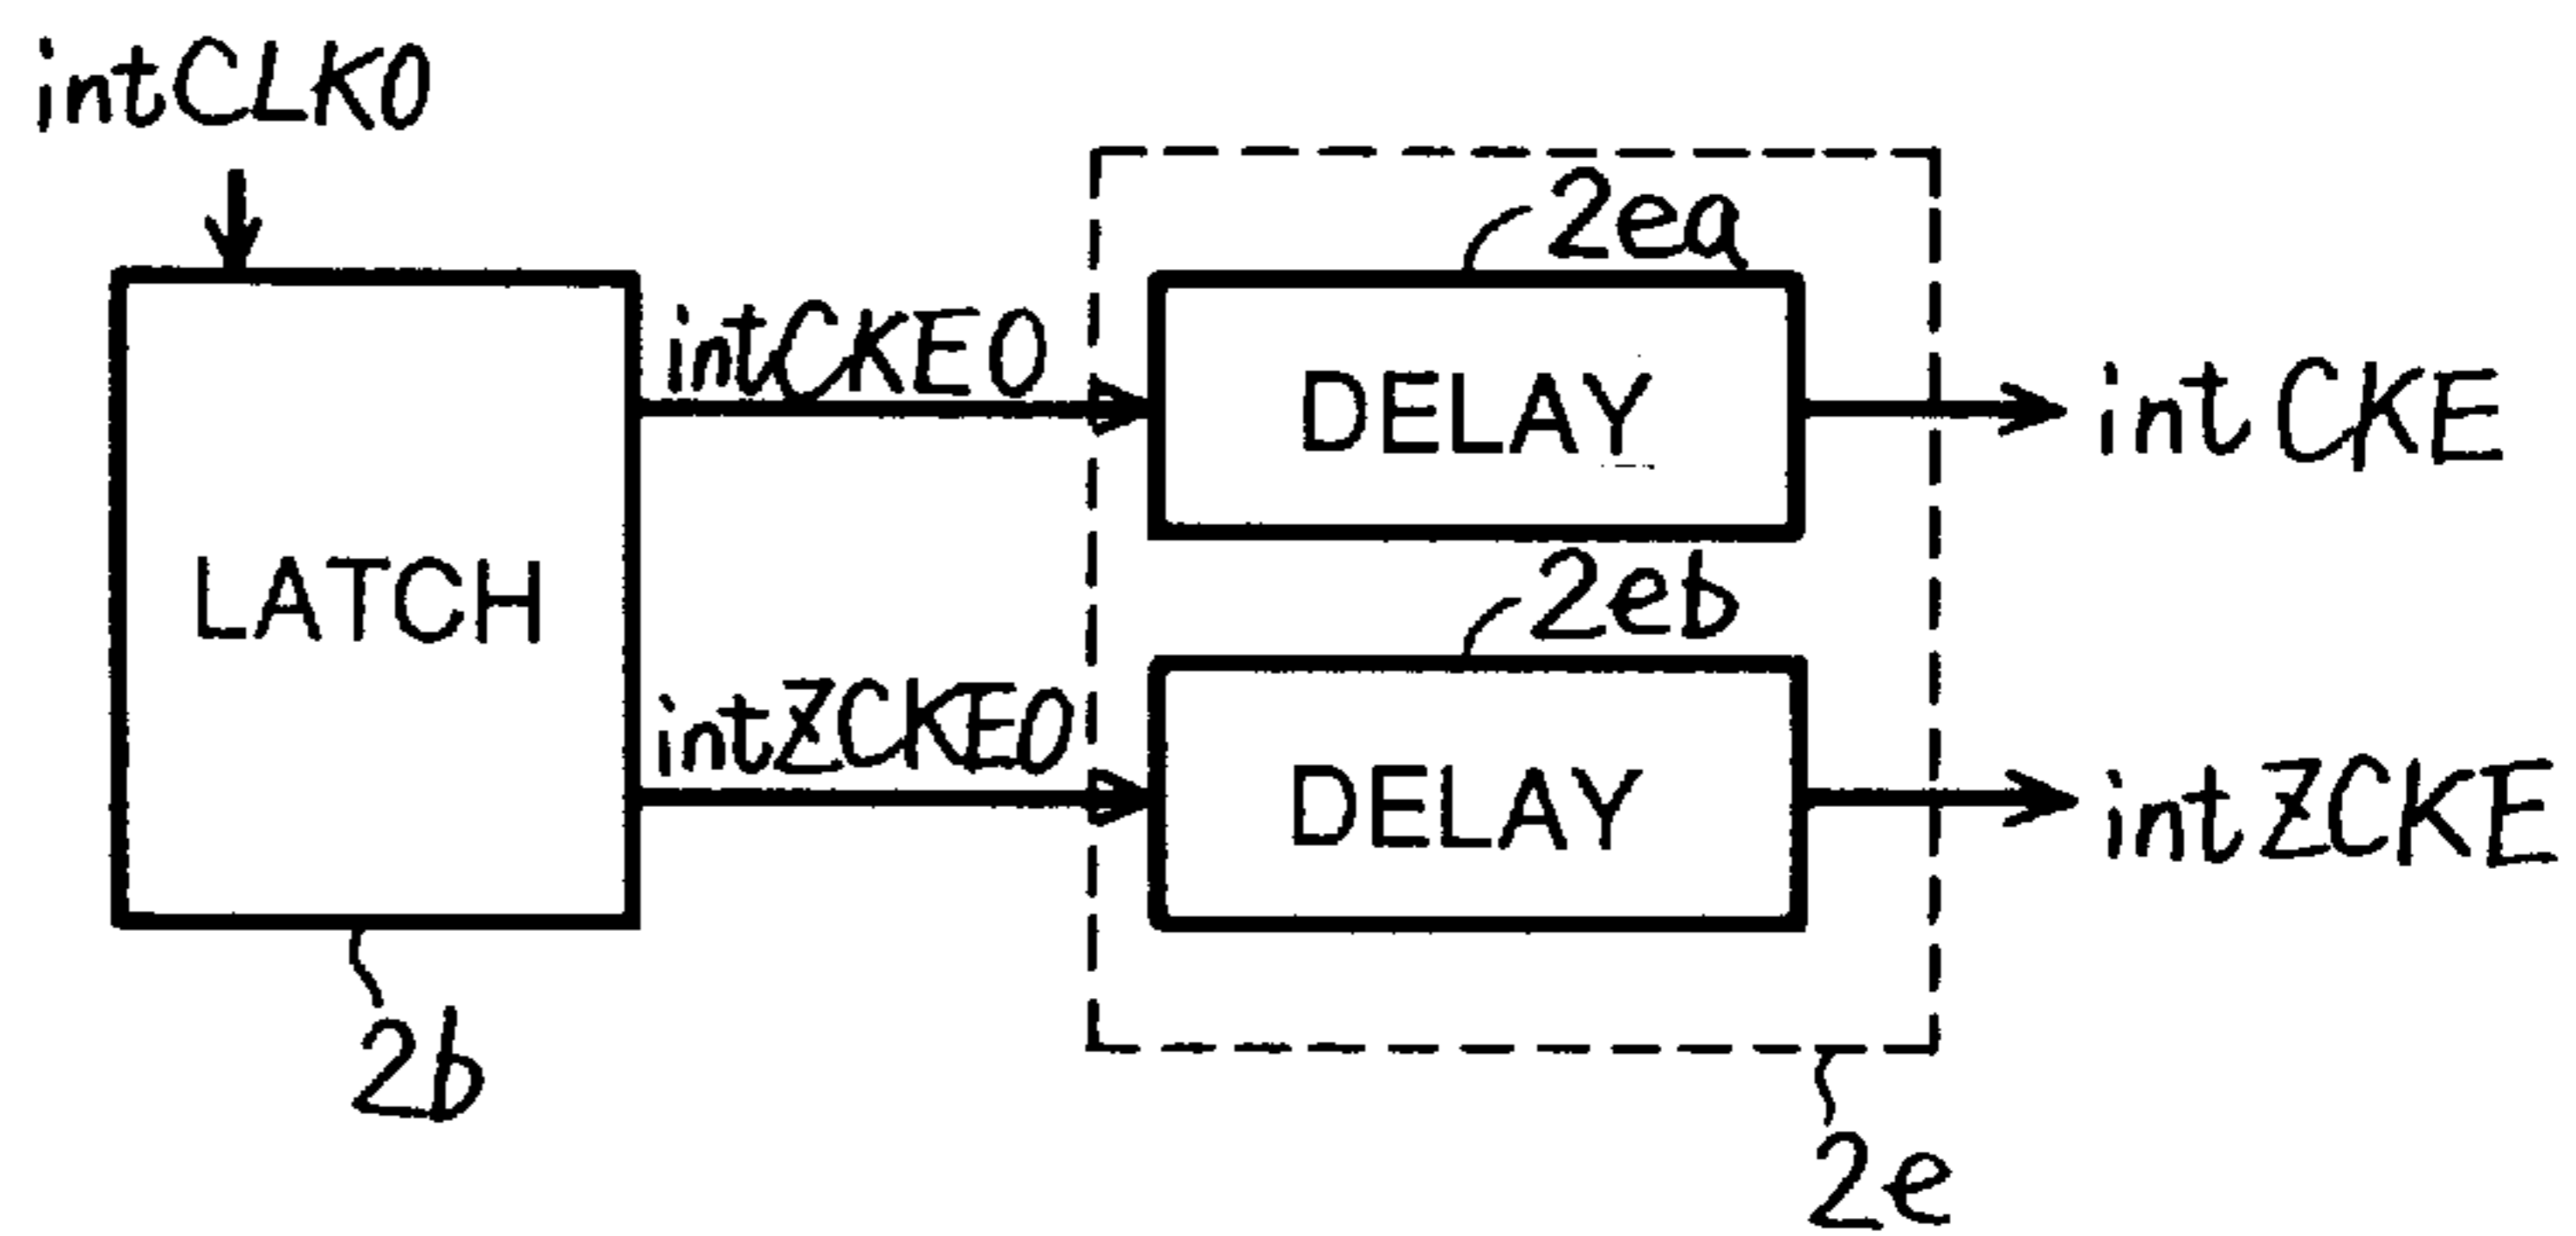 intCLK0
2ea
intCKE0
DELAY
intCKE
LATCH
2eb
intZCKE0
DELAY
intZCKE
2b
2e